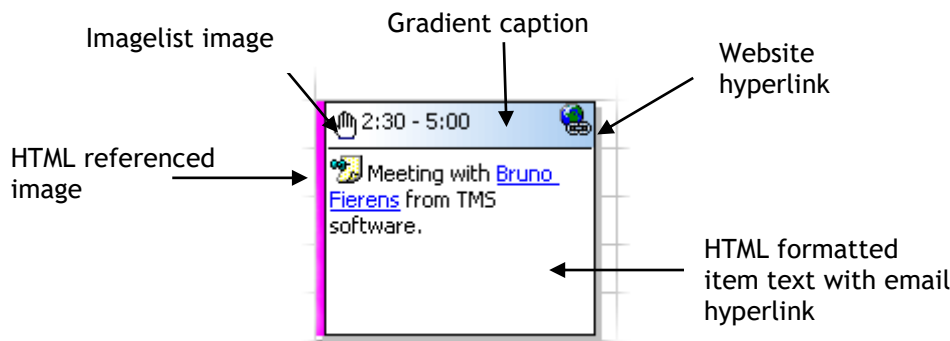 Imagelist image
Gradient caption
Website
hyperlink
2:30 - 5:00
HTML referenced
image
Meeting with Bruno
Fierens from TMS
software.
HTML formatted
item text with email
hyperlink